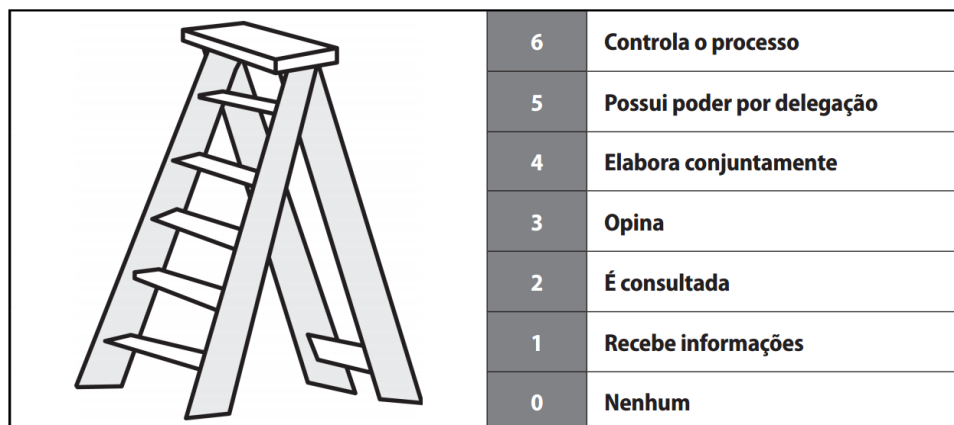 6 Controla o processo
5 Possui poder por delegação
4 Elabora conjuntamente
3 Opina
2 É consultada
1 Recebe informações
0 Nenhum